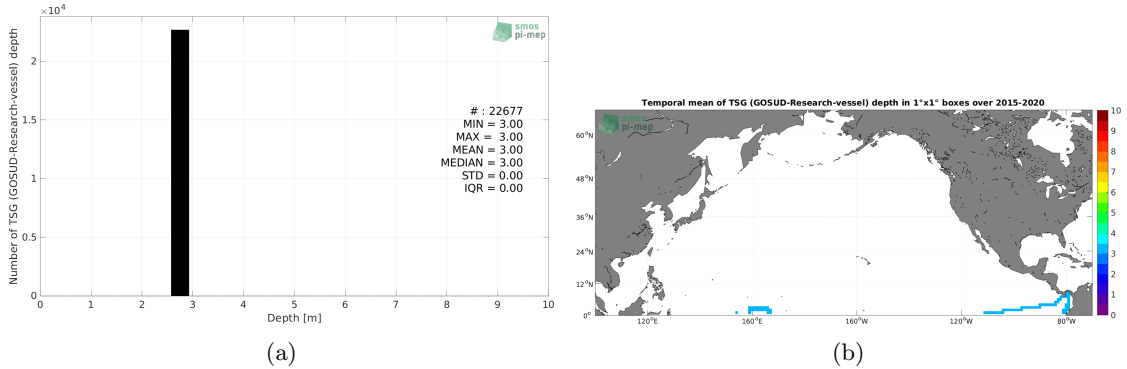 ×10⁴
smos
pi-mep
2
1.5
1
0.5
0
Number of TSG (GOSUD-Research-vessel) depth
# : 22677
MIN = 3.00
MAX = 3.00
MEAN = 3.00
MEDIAN = 3.00
STD = 0.00
IQR = 0.00
0 1 2 3 4 5 6 7 8 9 10
Depth [m]
(a)
Temporal mean of TSG (GOSUD-Research-vessel) depth in 1°x1° boxes over 2015-2020
smos
pi-mep
60°N
48°N
36°N
24°N
12°N
0°
120°E 160°E 160°W 120°W 80°W
10
9
8
7
6
5
4
3
2
1
0
(b)